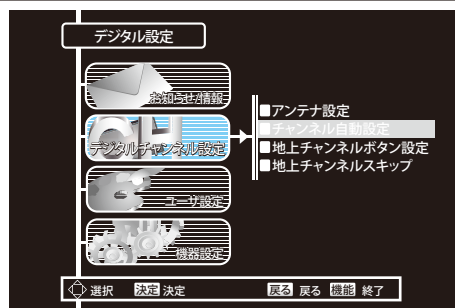 デジタル設定
お知らせ/情報
デジタルチャンネル設定
ユーザ設定
機器設定
■アンテナ設定
■チャンネル自動設定
■地上チャンネルボタン設定
■地上チャンネルスキップ
選択 決定 決定 戻る 戻る 機能 終了